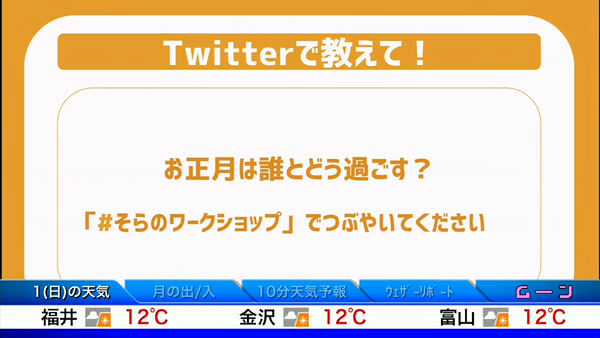 Twitterで教えて！
お正月は誰とどう過ごす？
「#そらのワークショップ」でつぶやいてください
1(日)の天気 月の出/入 10分天気予報 ｳｪｻﾞｰﾘﾎﾟｰﾄ Gーン
福井 12℃ 金沢 12℃ 富山 12℃